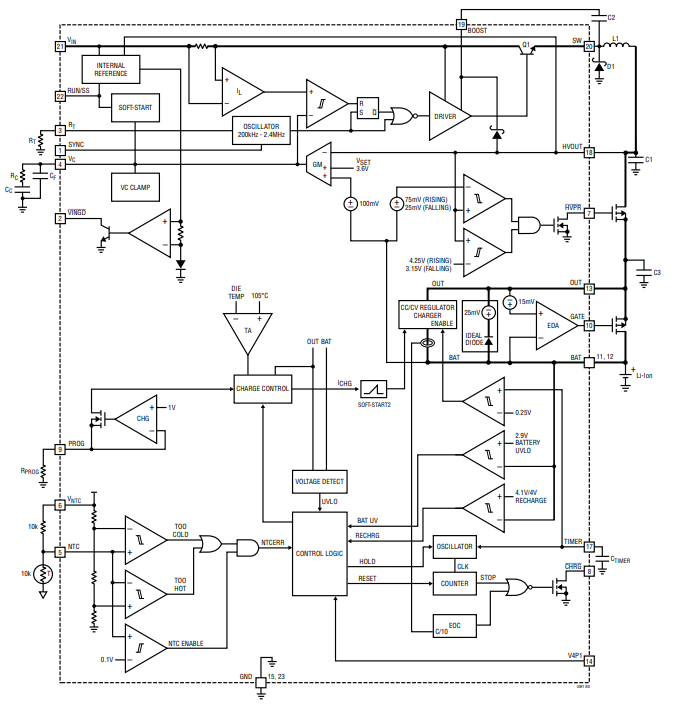 19
BOOST
C2
21
VIN
Q1
SW
20
L1
D1
INTERNAL
REFERENCE
22
RUN/SS
SOFT-START
IL
+
−
R
S
Q
DRIVER
RT
3
RT
SYNC
1
OSCILLATOR
200kHz - 2.4MHz
VC
4
RC
CC
CF
VC CLAMP
GM
−
+
+
VSET
3.6V
HVOUT
18
C1
100mV
75mV (RISING)
25mV (FALLING)
−
+
+
−
4.25V (RISING)
3.15V (FALLING)
HVPR
7
VINGD
2
+
−
C3
OUT
OUT
13
DIE
TEMP
105°C
−
+
TA
CC/CV REGULATOR
CHARGER
ENABLE
25mV
IDEAL
DIODE
15mV
+
−
EDA
GATE
10
BAT
BAT
11, 12
+
Li-Ion
OUT BAT
CHARGE CONTROL
ICHG
SOFT-START2
+
−
CHG
1V
+
−
0.25V
PROG
9
RPROG
2.9V
BATTERY
UVLO
+
−
VOLTAGE DETECT
UVLO
+
−
4.1V/4V
RECHARGE
VNTC
6
10k
NTC
5
10k
T
−
+
TOO
COLD
−
+
TOO
HOT
+
−
0.1V
NTC ENABLE
NTCERR
CONTROL LOGIC
BAT UV
RECHRG
HOLD
RESET
OSCILLATOR
CLK
COUNTER
STOP
EOC
C/10
TIMER
17
CTIMER
CHRG
8
V4P1
14
GND
15, 23